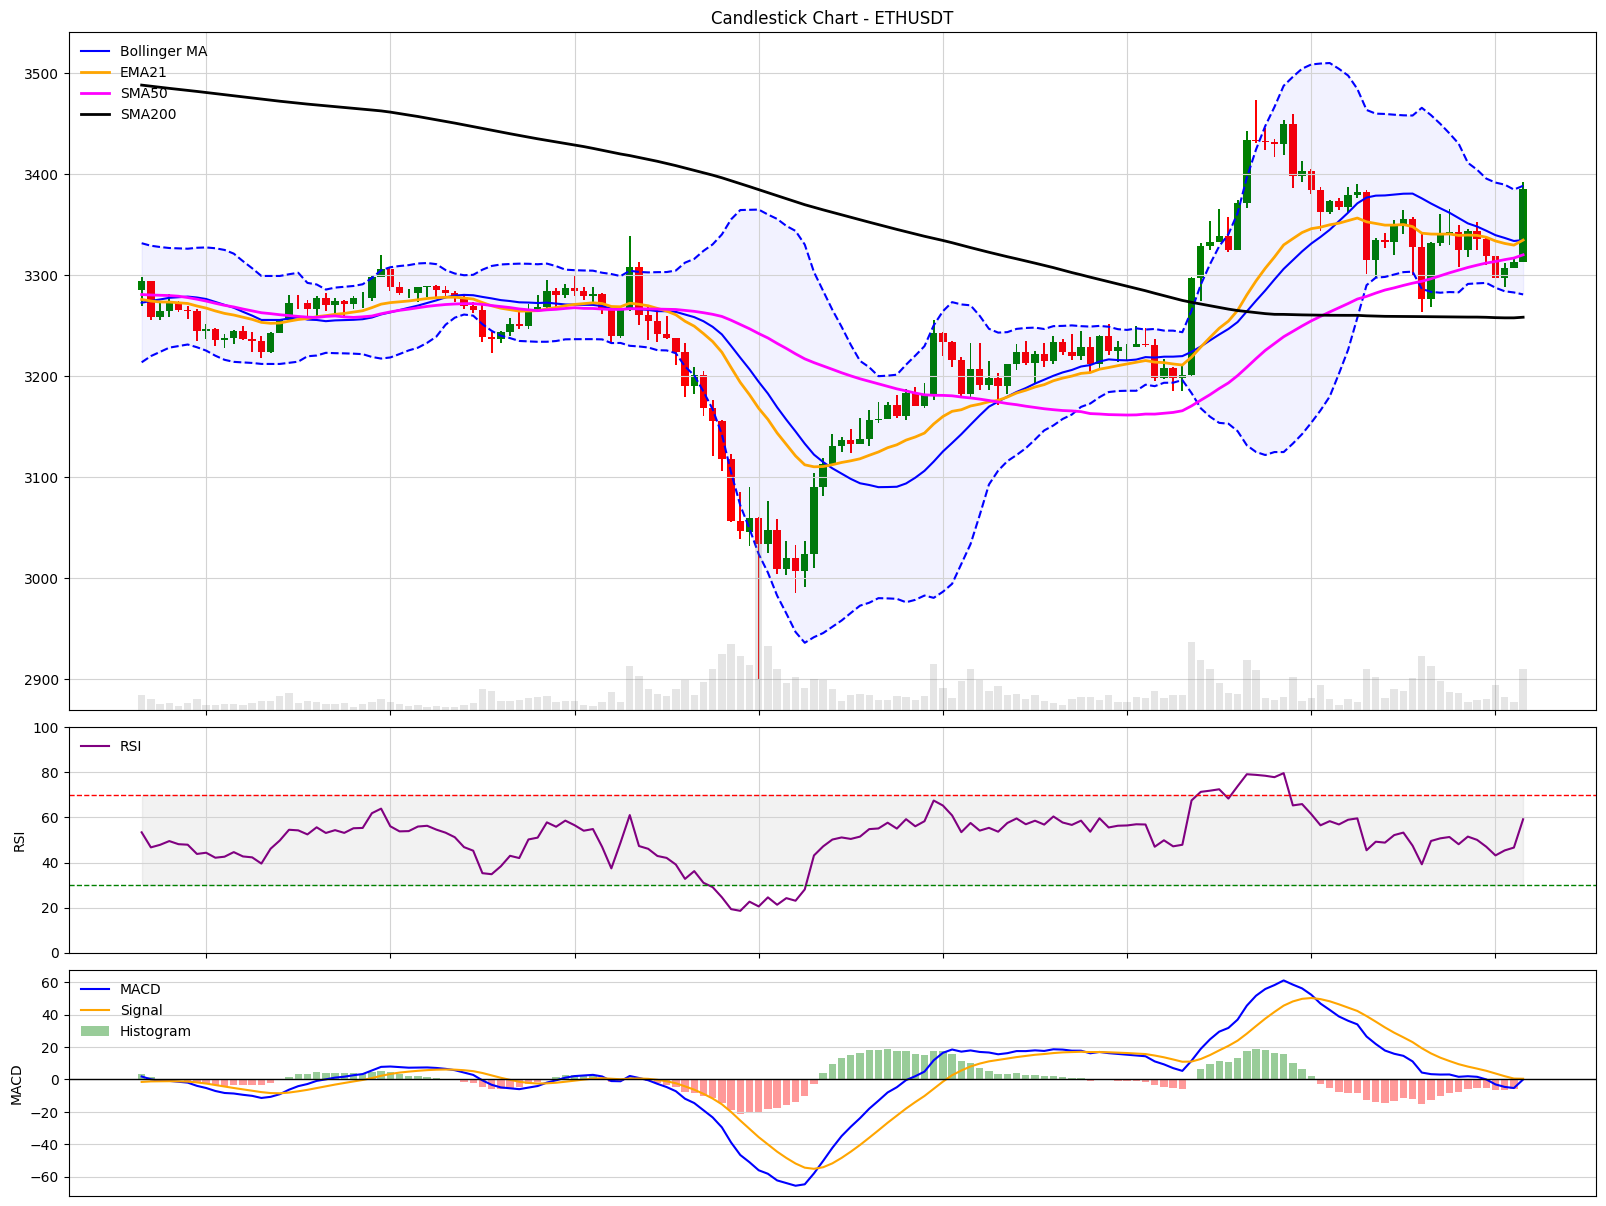 Candlestick Chart - ETHUSDT
Bollinger MA
EMA21
SMA50
SMA200
3500
3400
3300
3200
3100
3000
2900
RSI
RSI
100
80
60
40
20
0
MACD
Signal
Histogram
MACD
60
40
20
0
−20
−40
−60